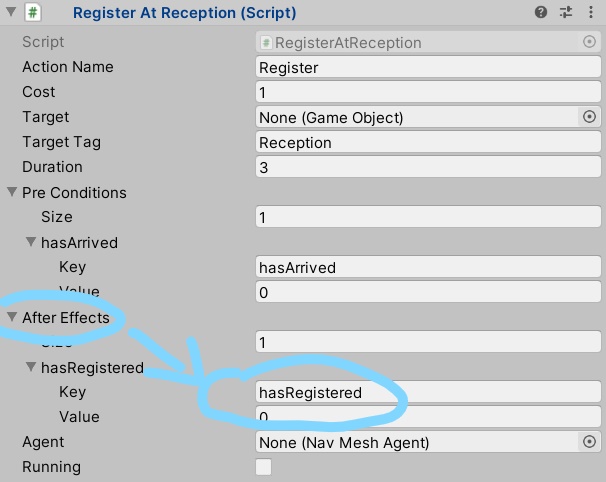 Register At Reception (Script)
Script RegisterAtReception
Action Name Register
Cost 1
Target None (Game Object)
Target Tag Reception
Duration 3
Pre Conditions
Size 1
hasArrived
Key hasArrived
Value 0
After Effects
Size 1
hasRegistered
Key hasRegistered
Value 0
Agent None (Nav Mesh Agent)
Running